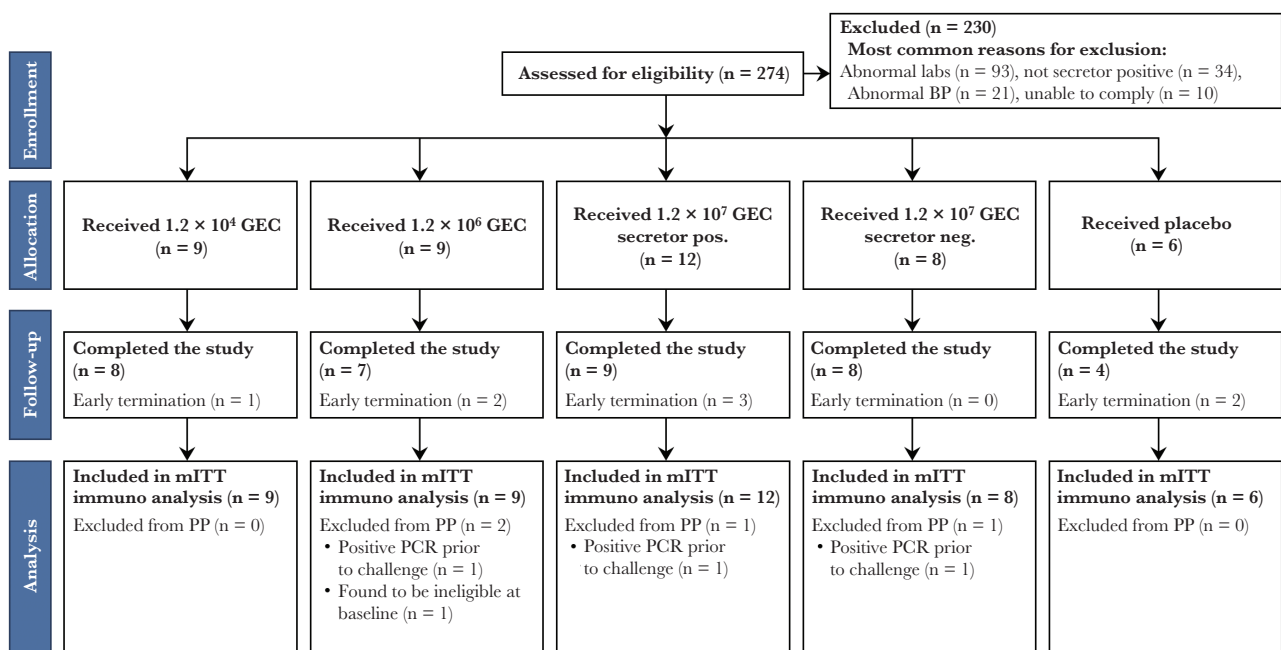 Enrollment
Assessed for eligibility (n = 274)
Excluded (n = 230)
Most common reasons for exclusion:
Abnormal labs (n = 93), not secretor positive (n = 34),
Abnormal BP (n = 21), unable to comply (n = 10)
Allocation
Received 1.2 × 10⁴ GEC
(n = 9)
Received 1.2 × 10⁶ GEC
(n = 9)
Received 1.2 × 10⁷ GEC
secretor pos.
(n = 12)
Received 1.2 × 10⁷ GEC
secretor neg.
(n = 8)
Received placebo
(n = 6)
Follow-up
Completed the study
(n = 8)
Early termination (n = 1)
Completed the study
(n = 7)
Early termination (n = 2)
Completed the study
(n = 9)
Early termination (n = 3)
Completed the study
(n = 8)
Early termination (n = 0)
Completed the study
(n = 4)
Early termination (n = 2)
Analysis
Included in mITT
immuno analysis (n = 9)
Excluded from PP (n = 0)
Included in mITT
immuno analysis (n = 9)
Excluded from PP (n = 2)
• Positive PCR prior
to challenge (n = 1)
• Found to be ineligible at
baseline (n = 1)
Included in mITT
immuno analysis (n = 12)
Excluded from PP (n = 1)
• Positive PCR prior
to challenge (n = 1)
Included in mITT
immuno analysis (n = 8)
Excluded from PP (n = 1)
• Positive PCR prior
to challenge (n = 1)
Included in mITT
immuno analysis (n = 6)
Excluded from PP (n = 0)